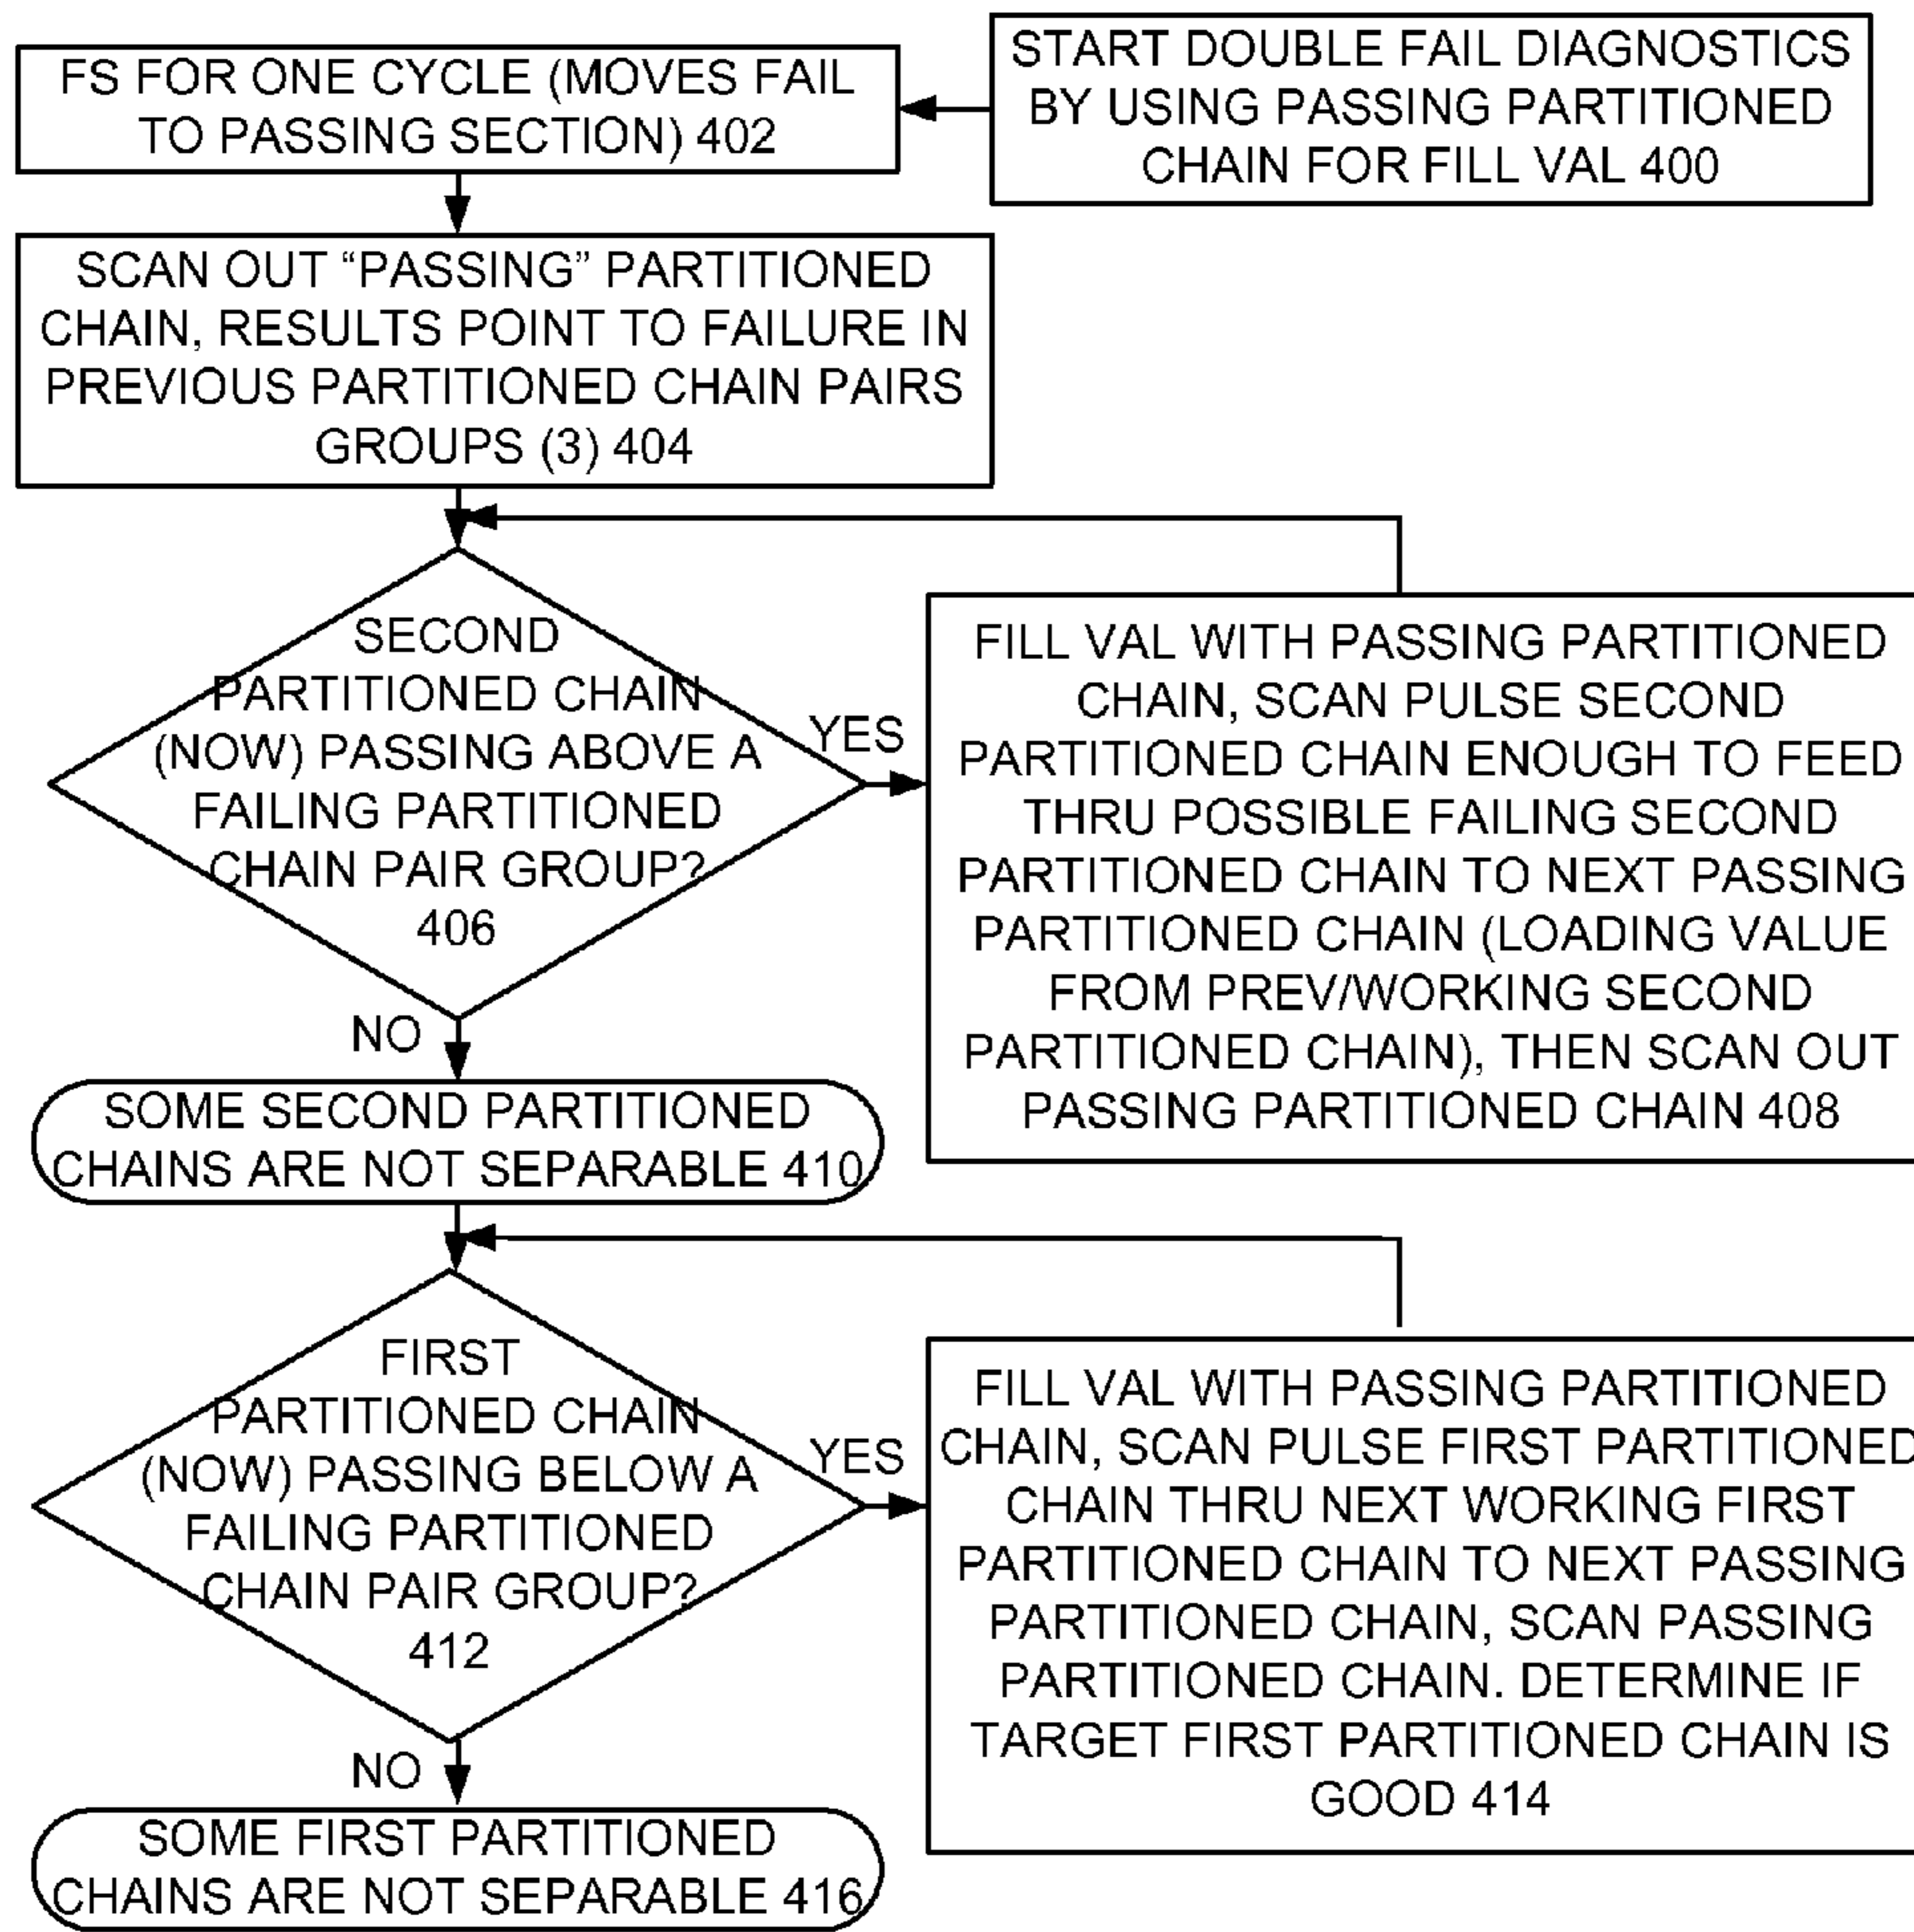 START DOUBLE FAIL DIAGNOSTICS
BY USING PASSING PARTITIONED
CHAIN FOR FILL VAL 400
FS FOR ONE CYCLE (MOVES FAIL
TO PASSING SECTION) 402
SCAN OUT “PASSING” PARTITIONED
CHAIN, RESULTS POINT TO FAILURE IN
PREVIOUS PARTITIONED CHAIN PAIRS
GROUPS (3) 404
SECOND
PARTITIONED CHAIN
(NOW) PASSING ABOVE A
FAILING PARTITIONED
CHAIN PAIR GROUP?
406
YES
FILL VAL WITH PASSING PARTITIONED
CHAIN, SCAN PULSE SECOND
PARTITIONED CHAIN ENOUGH TO FEED
THRU POSSIBLE FAILING SECOND
PARTITIONED CHAIN TO NEXT PASSING
PARTITIONED CHAIN (LOADING VALUE
FROM PREV/WORKING SECOND
PARTITIONED CHAIN), THEN SCAN OUT
PASSING PARTITIONED CHAIN 408
NO
SOME SECOND PARTITIONED
CHAINS ARE NOT SEPARABLE 410
FIRST
PARTITIONED CHAIN
(NOW) PASSING BELOW A
FAILING PARTITIONED
CHAIN PAIR GROUP?
412
YES
FILL VAL WITH PASSING PARTITIONED
CHAIN, SCAN PULSE FIRST PARTITIONED
CHAIN THRU NEXT WORKING FIRST
PARTITIONED CHAIN TO NEXT PASSING
PARTITIONED CHAIN, SCAN PASSING
PARTITIONED CHAIN. DETERMINE IF
TARGET FIRST PARTITIONED CHAIN IS
GOOD 414
NO
SOME FIRST PARTITIONED
CHAINS ARE NOT SEPARABLE 416